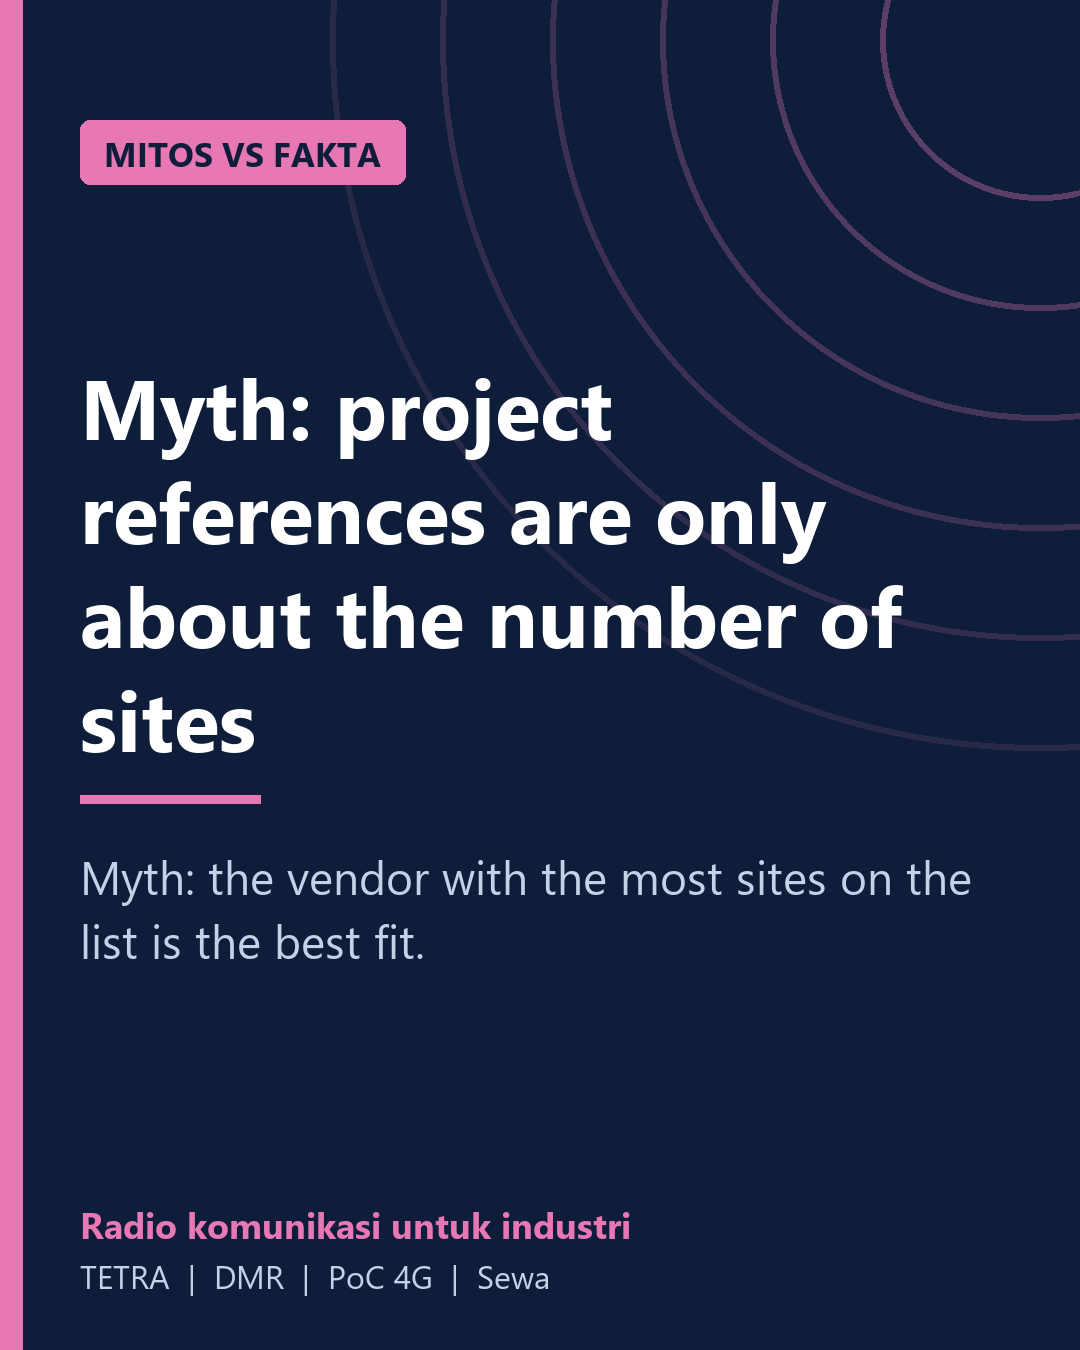 MITOS VS FAKTA
Myth: project
references are only
about the number of
sites
Myth: the vendor with the most sites on the
list is the best fit.
Radio komunikasi untuk industri
TETRA | DMR | PoC 4G | Sewa